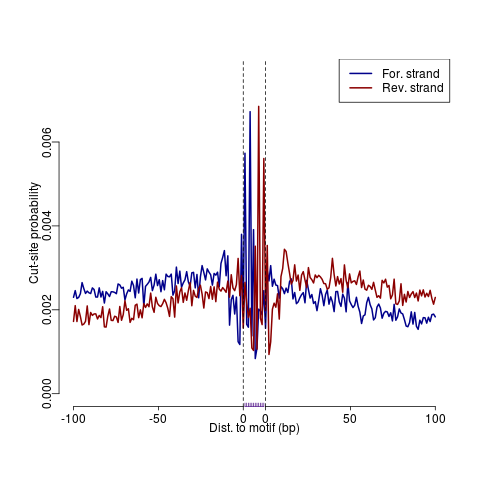 For. strand
Rev. strand
Cut-site probability
0.000
0.002
0.004
0.006
-100
-50
0
0
50
100
Dist. to motif (bp)